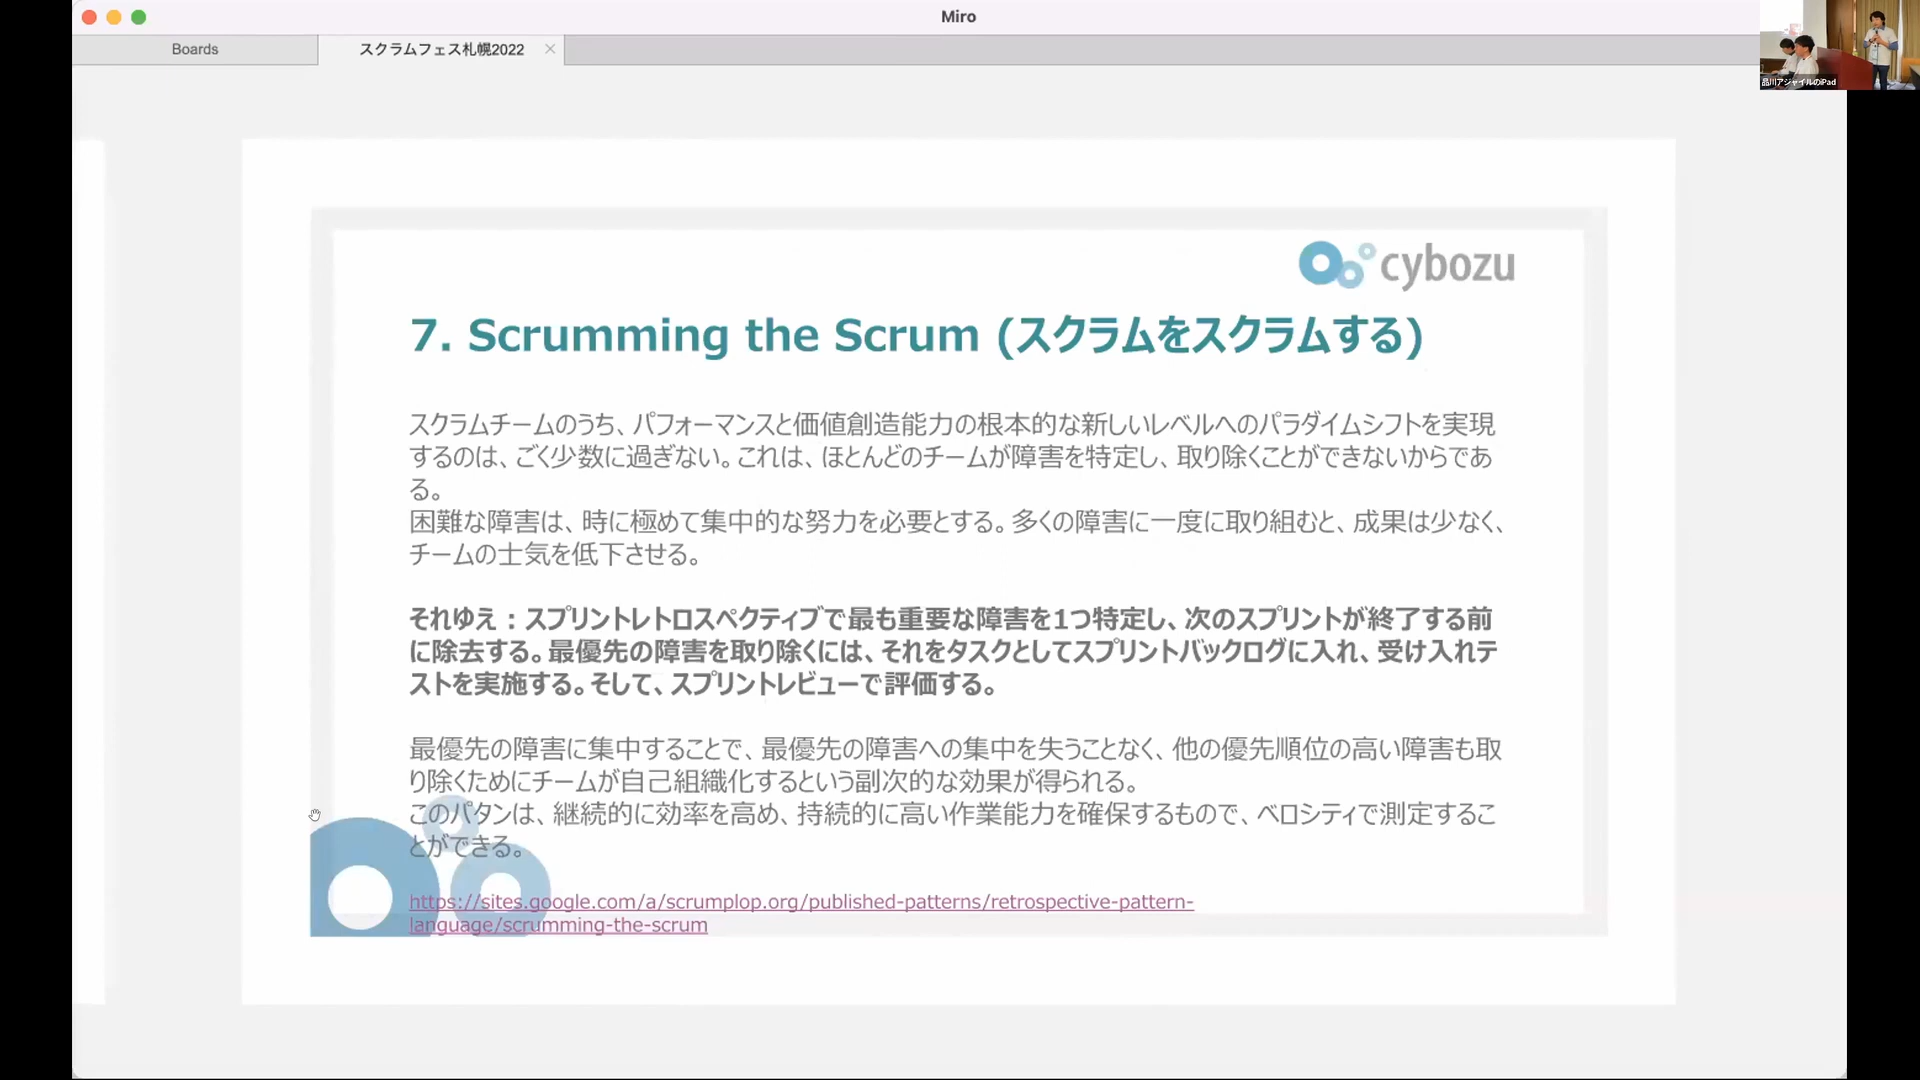 Miro
Boards
スクラムフェス札幌2022
品川アジャイルのiPad
cybozu
7. Scrumming the Scrum (スクラムをスクラムする)
スクラムチームのうち、パフォーマンスと価値創造能力の根本的な新しいレベルへのパラダイムシフトを実現
するのは、ごく少数に過ぎない。これは、ほとんどのチームが障害を特定し、取り除くことができないからであ
る。
困難な障害は、時に極めて集中的な努力を必要とする。多くの障害に一度に取り組むと、成果は少なく、
チームの士気を低下させる。
それゆえ：スプリントレトロスペクティブで最も重要な障害を1つ特定し、次のスプリントが終了する前
に除去する。最優先の障害を取り除くには、それをタスクとしてスプリントバックログに入れ、受け入れテ
ストを実施する。そして、スプリントレビューで評価する。
最優先の障害に集中することで、最優先の障害への集中を失うことなく、他の優先順位の高い障害も取
り除くためにチームが自己組織化するという副次的な効果が得られる。
このパタンは、継続的に効率を高め、持続的に高い作業能力を確保するもので、ベロシティで測定するこ
とができる。
https://sites.google.com/a/scrumplop.org/published-patterns/retrospective-pattern-
language/scrumming-the-scrum